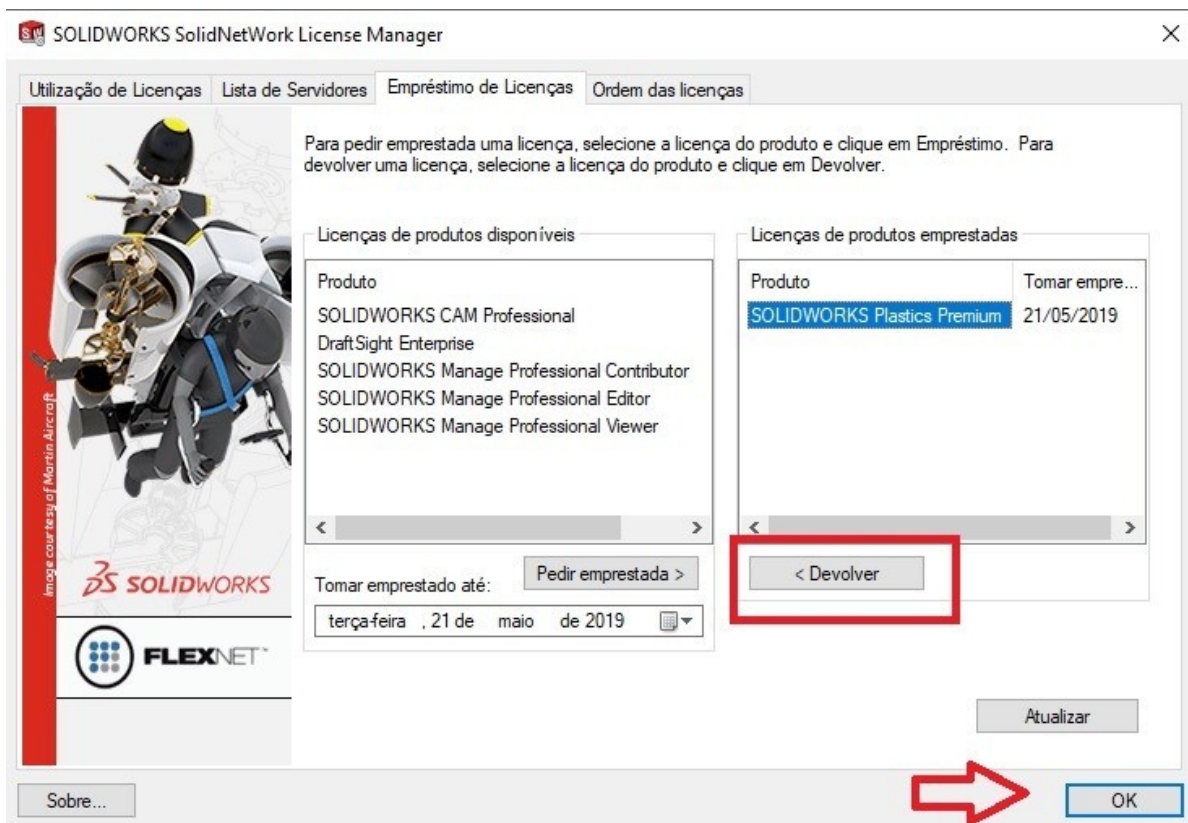 SOLIDWORKS SolidNetWork License Manager
Utilização de Licenças
Lista de Servidores
Empréstimo de Licenças
Ordem das licenças
Para pedir emprestada uma licença, selecione a licença do produto e clique em Empréstimo. Para
devolver uma licença, selecione a licença do produto e clique em Devolver.
Licenças de produtos disponíveis
Produto
SOLIDWORKS CAM Professional
DraftSight Enterprise
SOLIDWORKS Manage Professional Contributor
SOLIDWORKS Manage Professional Editor
SOLIDWORKS Manage Professional Viewer
Tomar emprestado até:
Pedir emprestada >
terça-feira , 21 de maio de 2019
Licenças de produtos emprestadas
Produto Tomar empre...
SOLIDWORKS Plastics Premium 21/05/2019
< Devolver
Atualizar
Image courtesy of Martin Aircraft
SOLIDWORKS
FLEXNET
Sobre...
OK